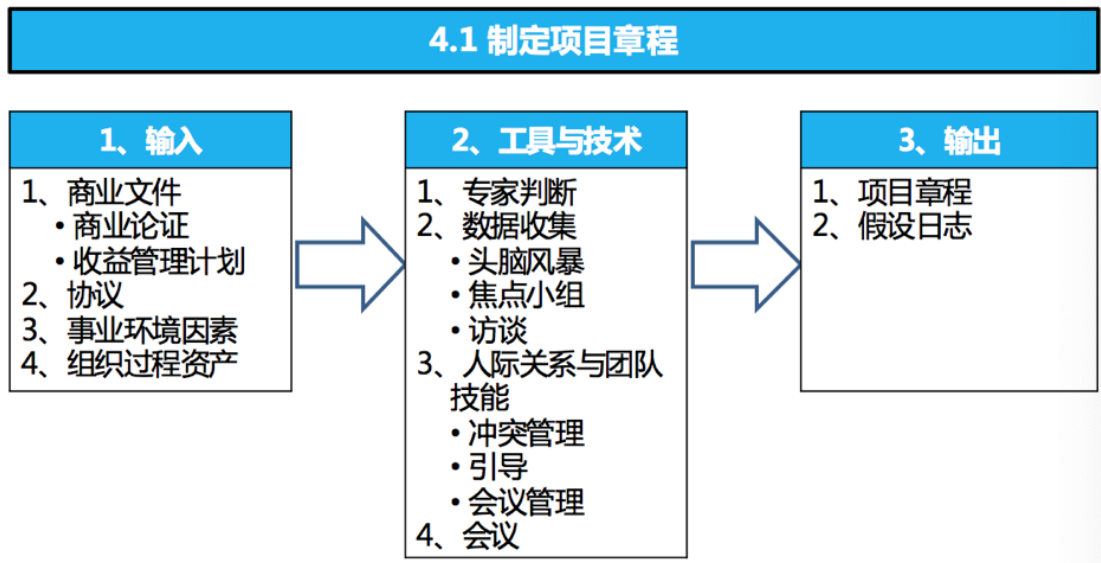 4.1 制定项目章程
1、输入
1、商业文件
• 商业论证
• 收益管理计划
2、协议
3、事业环境因素
4、组织过程资产
2、工具与技术
1、专家判断
2、数据收集
• 头脑风暴
• 焦点小组
• 访谈
3、人际关系与团队
技能
• 冲突管理
• 引导
• 会议管理
4、会议
3、输出
1、项目章程
2、假设日志